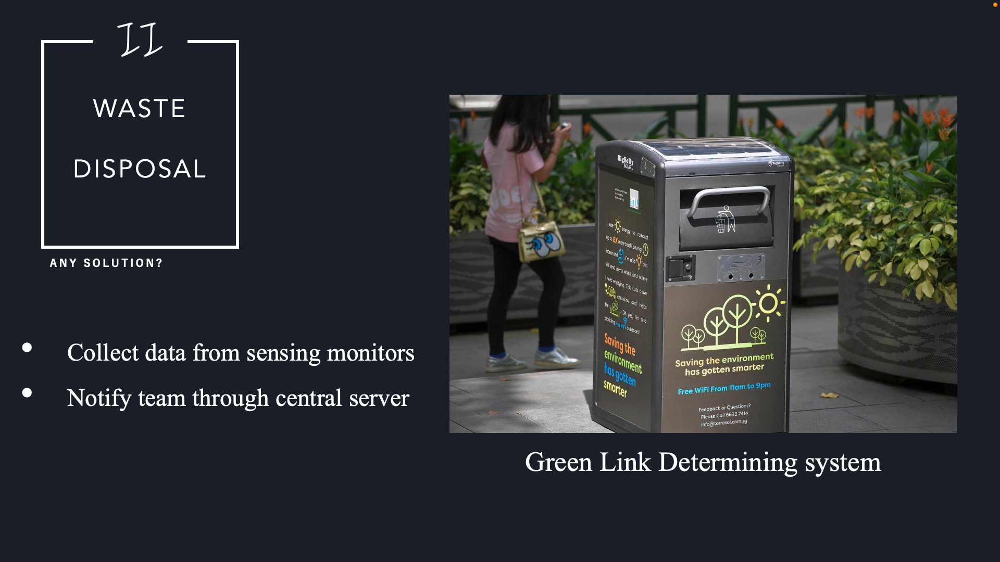 II
WASTE
DISPOSAL
ANY SOLUTION?
Collect data from sensing monitors
Notify team through central server
BigBelly
SOLAR
BigBelly
I use energy to compact
up to 8X more trash, saving
labour and . I'm also and
will send alerts when and where
I need emptying. This cuts down
emissions and helps
the . Oh yes, I'm also
providing Free WiFi outdoors!
Saving the
environment
has gotten
smarter
3
Saving the environment
has gotten smarter
Free WiFi From 11am to 9pm
Feedback or Questions?
Please Call 6635 7414
info@terrasol.com.sg
Green Link Determining system